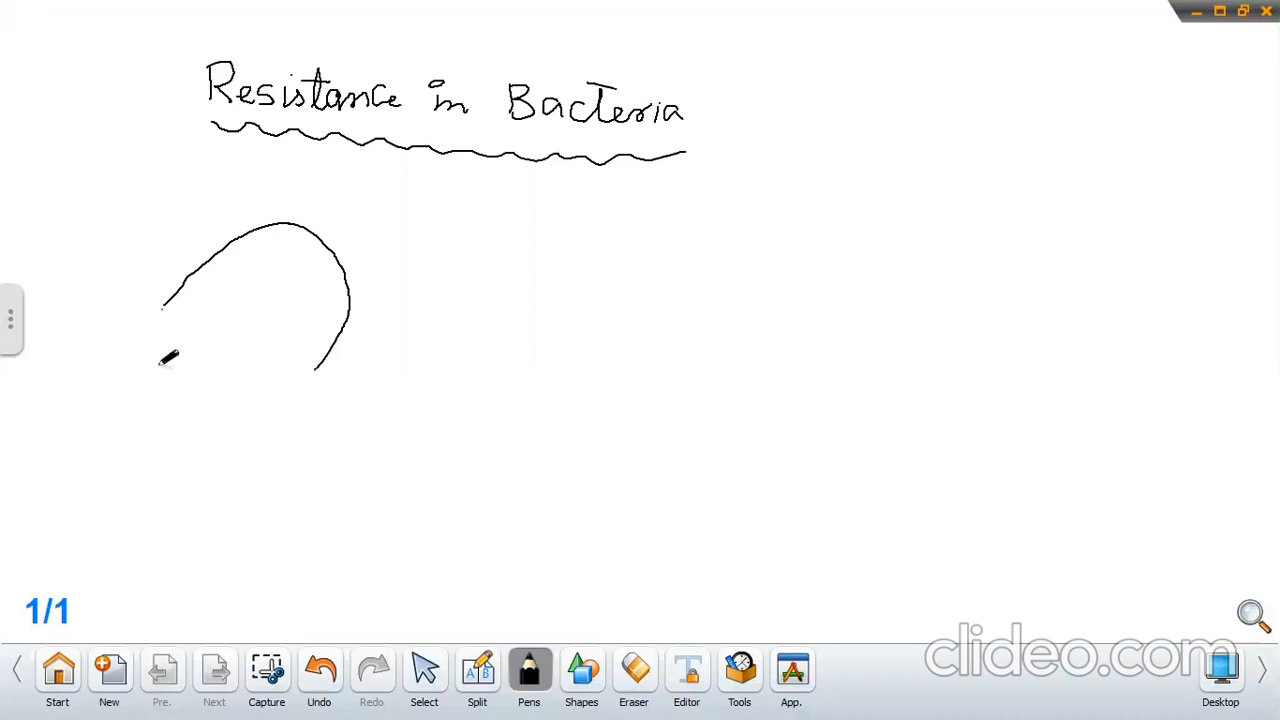 Resistance in Bacteria
1/1
clideo.com
Start New Pre. Next Capture Undo Redo Select Split Pens Shapes Eraser Editor Tools App. Desktop